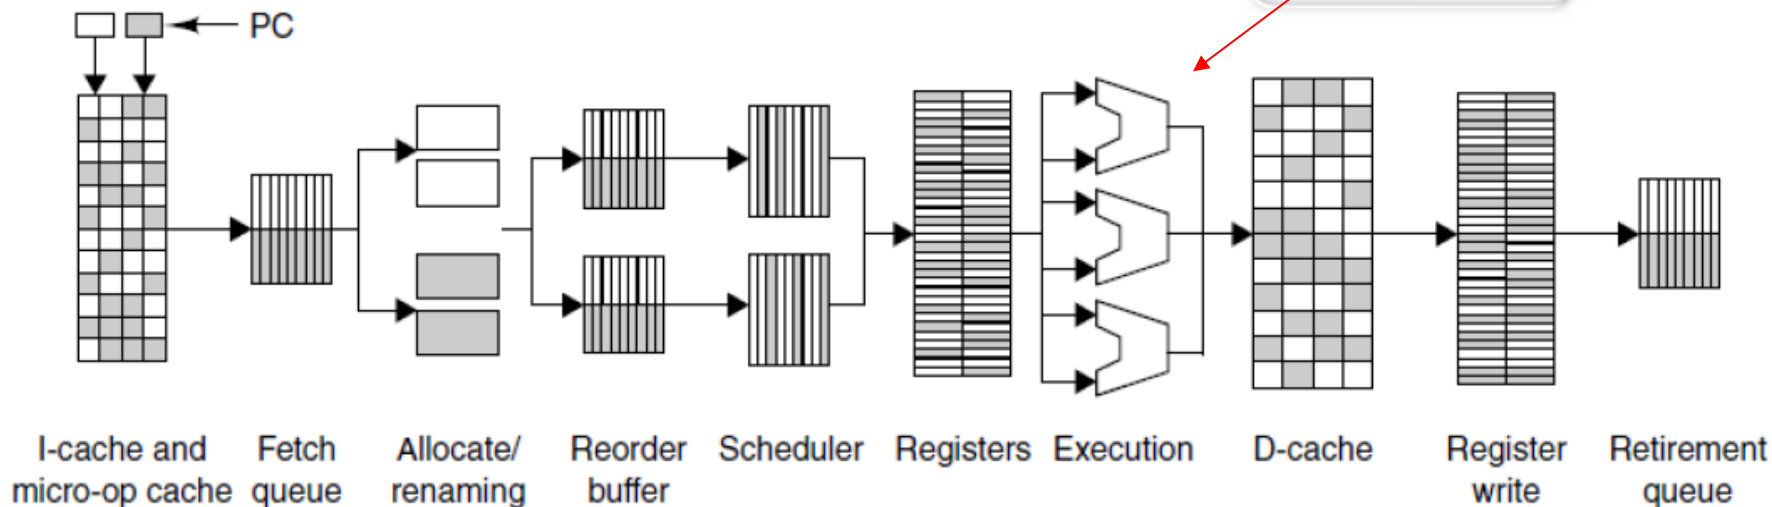 PC
I-cache and
micro-op cache
Fetch
queue
Allocate/
renaming
Reorder
buffer
Scheduler
Registers
Execution
D-cache
Register
write
Retirement
queue